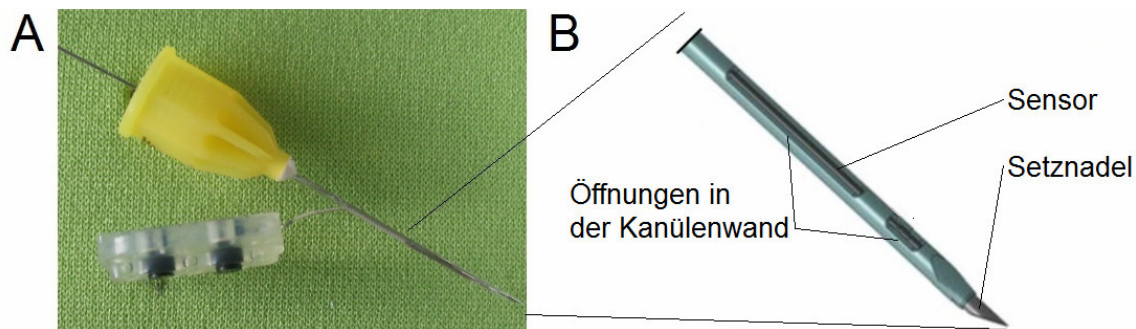 A
B
Sensor
Setznadel
Öffnungen in
der Kanülenwand